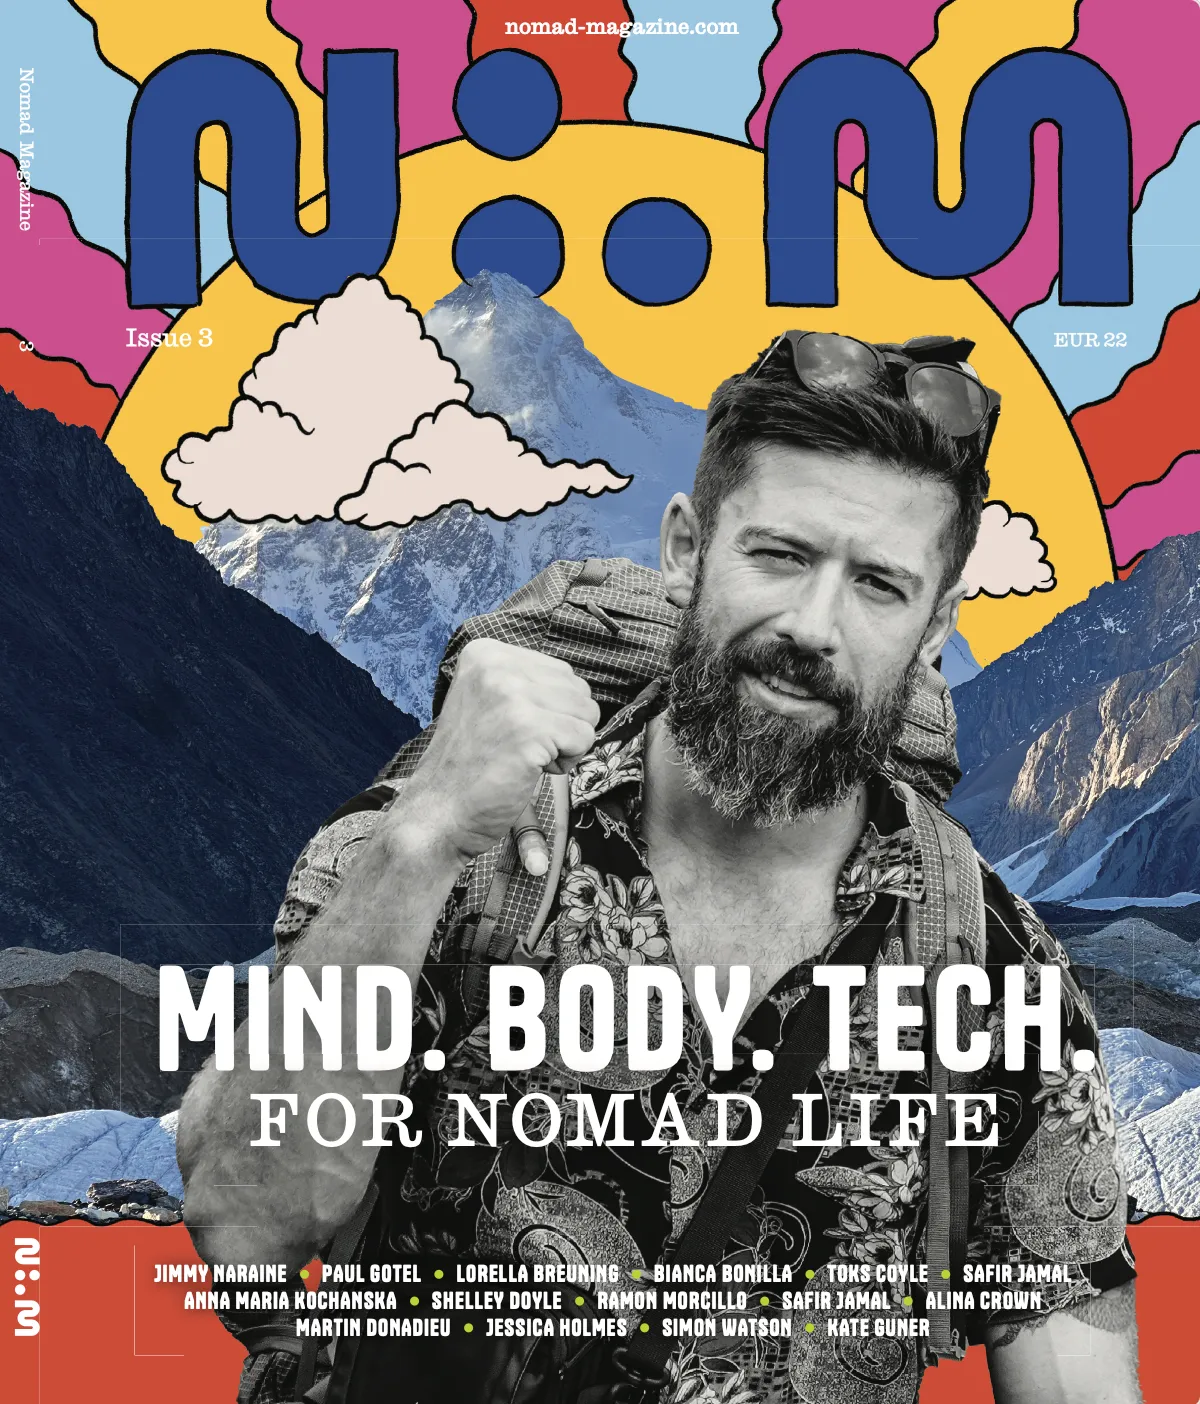 nomad-magazine.com
N:.M
Nomad Magazine
3
Issue 3
EUR 22
MIND. BODY. TECH.
FOR NOMAD LIFE
JIMMY NARAINE • PAUL GOTEL • LORELLA BREUNING • BIANCA BONILLA • TOKS COYLE • SAFIR JAMAL
ANNA MARIA KOCHANSKA • SHELLEY DOYLE • RAMON MORCILLO • SAFIR JAMAL • ALINA CROWN
MARTIN DONADIEU • JESSICA HOLMES • SIMON WATSON • KATE GUNER
N:.M